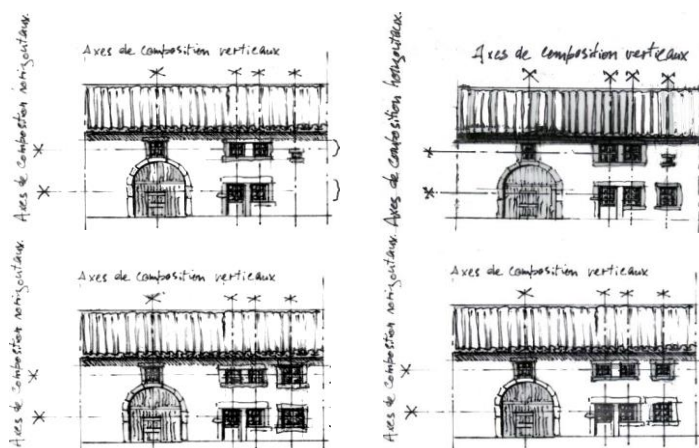 Axes de composition verticaux
Axes de composition horizontaux.
Axes de composition verticaux
Axes de composition horizontaux.
Axes de composition verticaux
Axes de composition horizontaux.
Axes de composition verticaux
Axes de composition horizontaux.